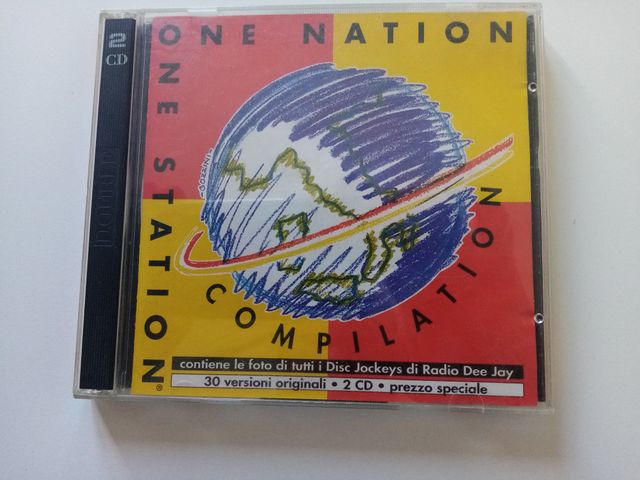 2
CD
ONE NATION
ONE STATION®
COMPILATION
contiene le foto di tutti i Disc Jockeys di Radio Dee Jay
30 versioni originali • 2 CD • prezzo speciale